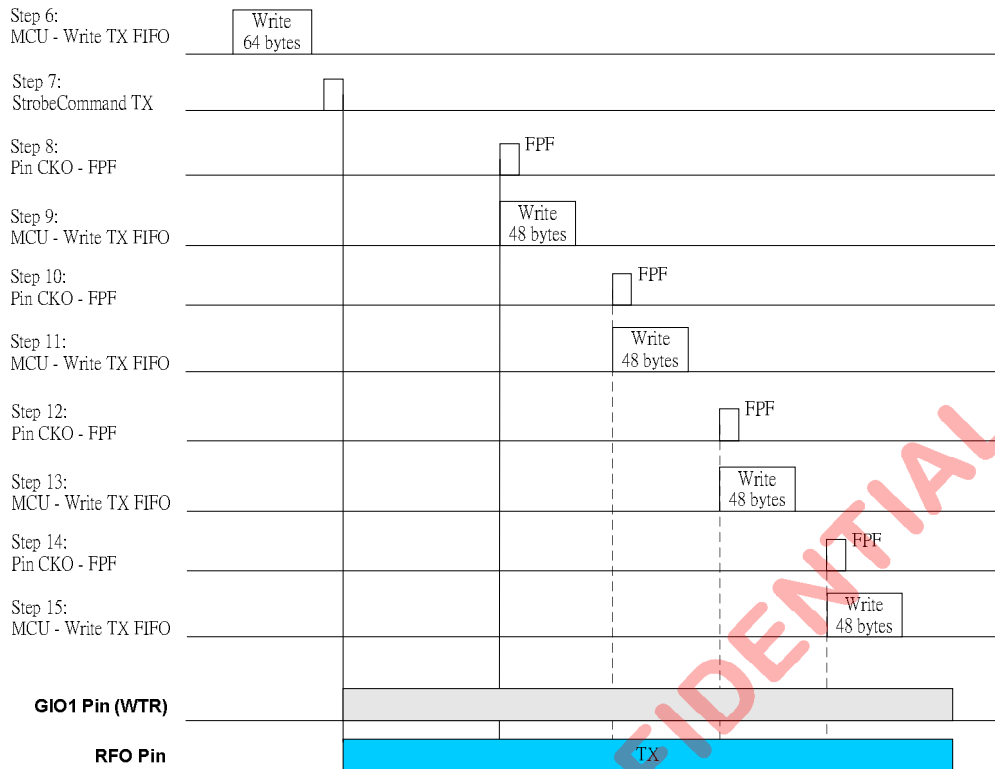 Step 6:
MCU - Write TX FIFO
Write
64 bytes
Step 7:
StrobeCommand TX
Step 8:
Pin CKO - FPF
FPF
Step 9:
MCU - Write TX FIFO
Write
48 bytes
Step 10:
Pin CKO - FPF
FPF
Step 11:
MCU - Write TX FIFO
Write
48 bytes
Step 12:
Pin CKO - FPF
FPF
Step 13:
MCU - Write TX FIFO
Write
48 bytes
Step 14:
Pin CKO - FPF
FPF
Step 15:
MCU - Write TX FIFO
Write
48 bytes
GIO1 Pin (WTR)
RFO Pin
TX
FIDENTIAL